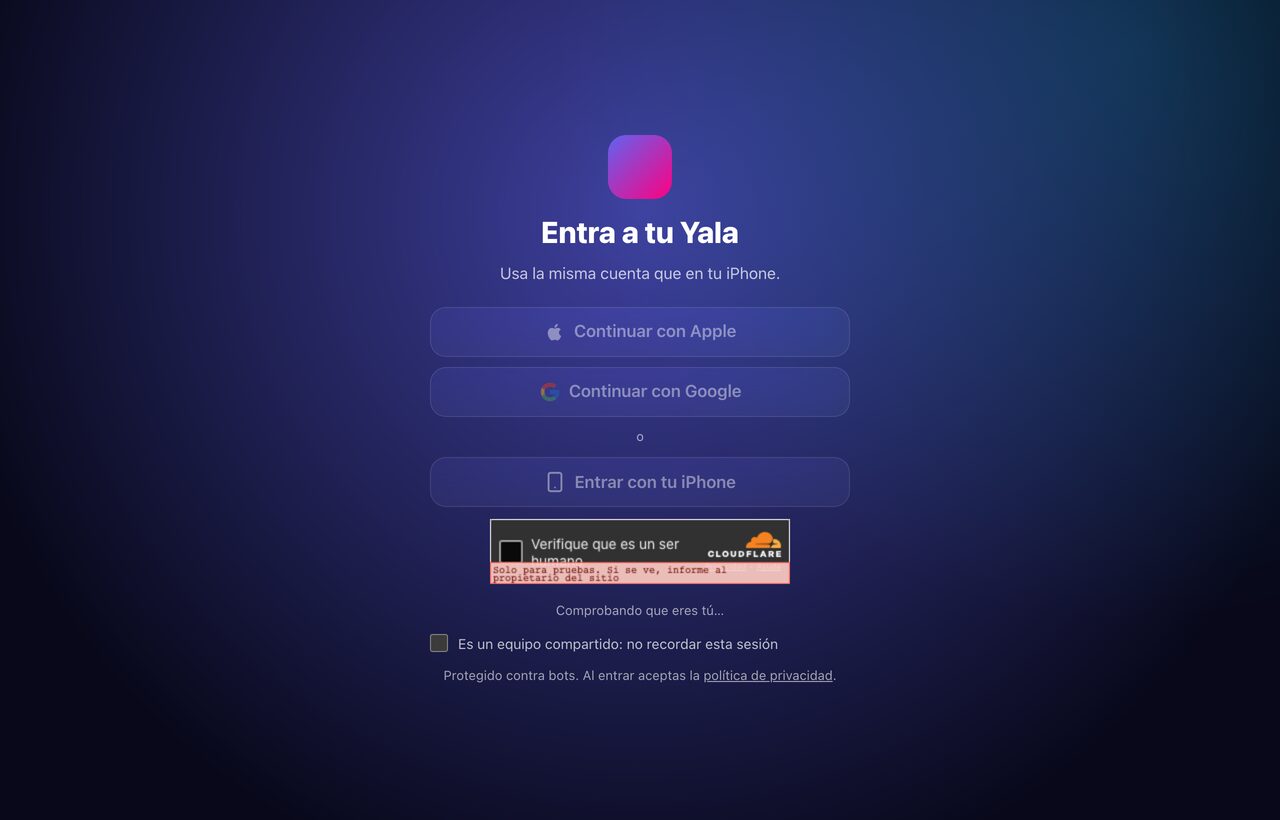 Entra a tu Yala
Usa la misma cuenta que en tu iPhone.
Continuar con Apple
Continuar con Google
o
Entrar con tu iPhone
Verifique que es un ser
humano
CLOUDFLARE
Solo para pruebas. Si se ve, informe al
propietario del sitio
Comprobando que eres tú...
Es un equipo compartido: no recordar esta sesión
Protegido contra bots. Al entrar aceptas la política de privacidad.